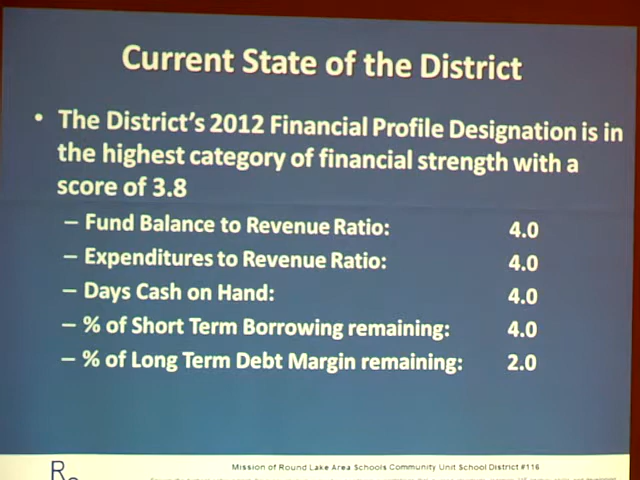 Current State of the District
• The District's 2012 Financial Profile Designation is in
the highest category of financial strength with a
score of 3.8
– Fund Balance to Revenue Ratio: 4.0
– Expenditures to Revenue Ratio: 4.0
– Days Cash on Hand: 4.0
– % of Short Term Borrowing remaining: 4.0
– % of Long Term Debt Margin remaining: 2.0
Mission of Round Lake Area Schools Community Unit School District #116
R